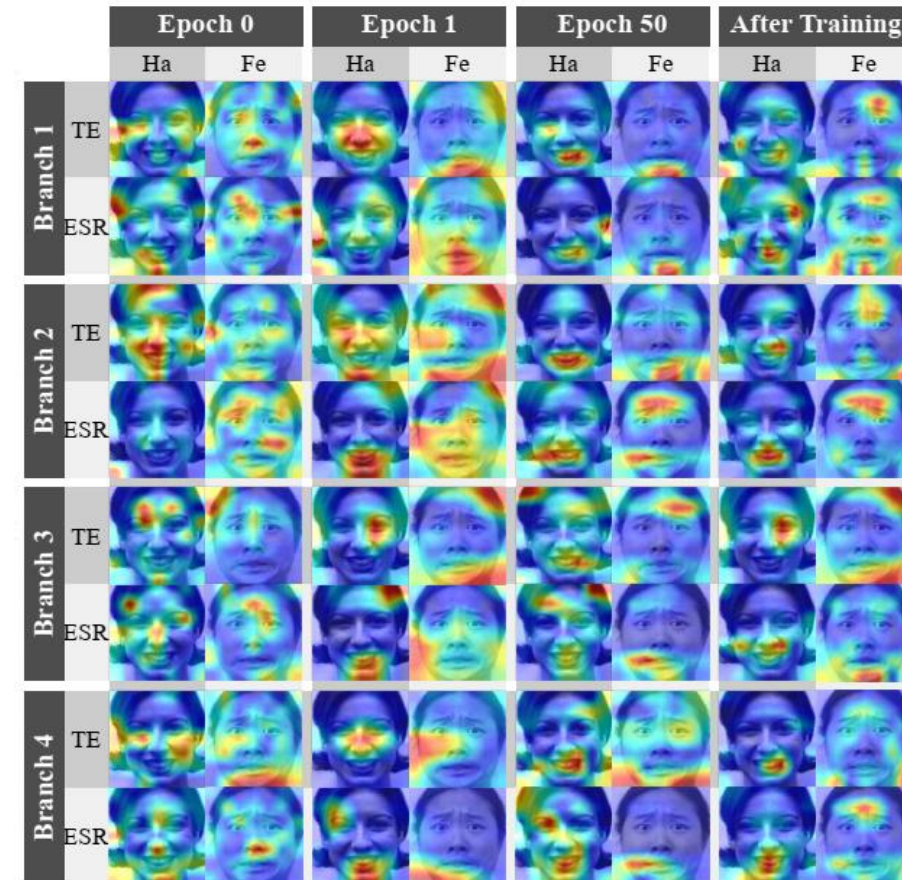 Epoch 0 Epoch 1 Epoch 50 After Training
Ha Fe Ha Fe Ha Fe Ha Fe
Branch 1
TE
ESR
Branch 2
TE
ESR
Branch 3
TE
ESR
Branch 4
TE
ESR